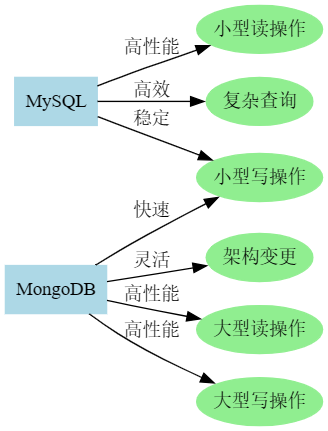 小型读操作
高性能
MySQL
高效
复杂查询
稳定
小型写操作
快速
架构变更
灵活
MongoDB
高性能
大型读操作
高性能
大型写操作